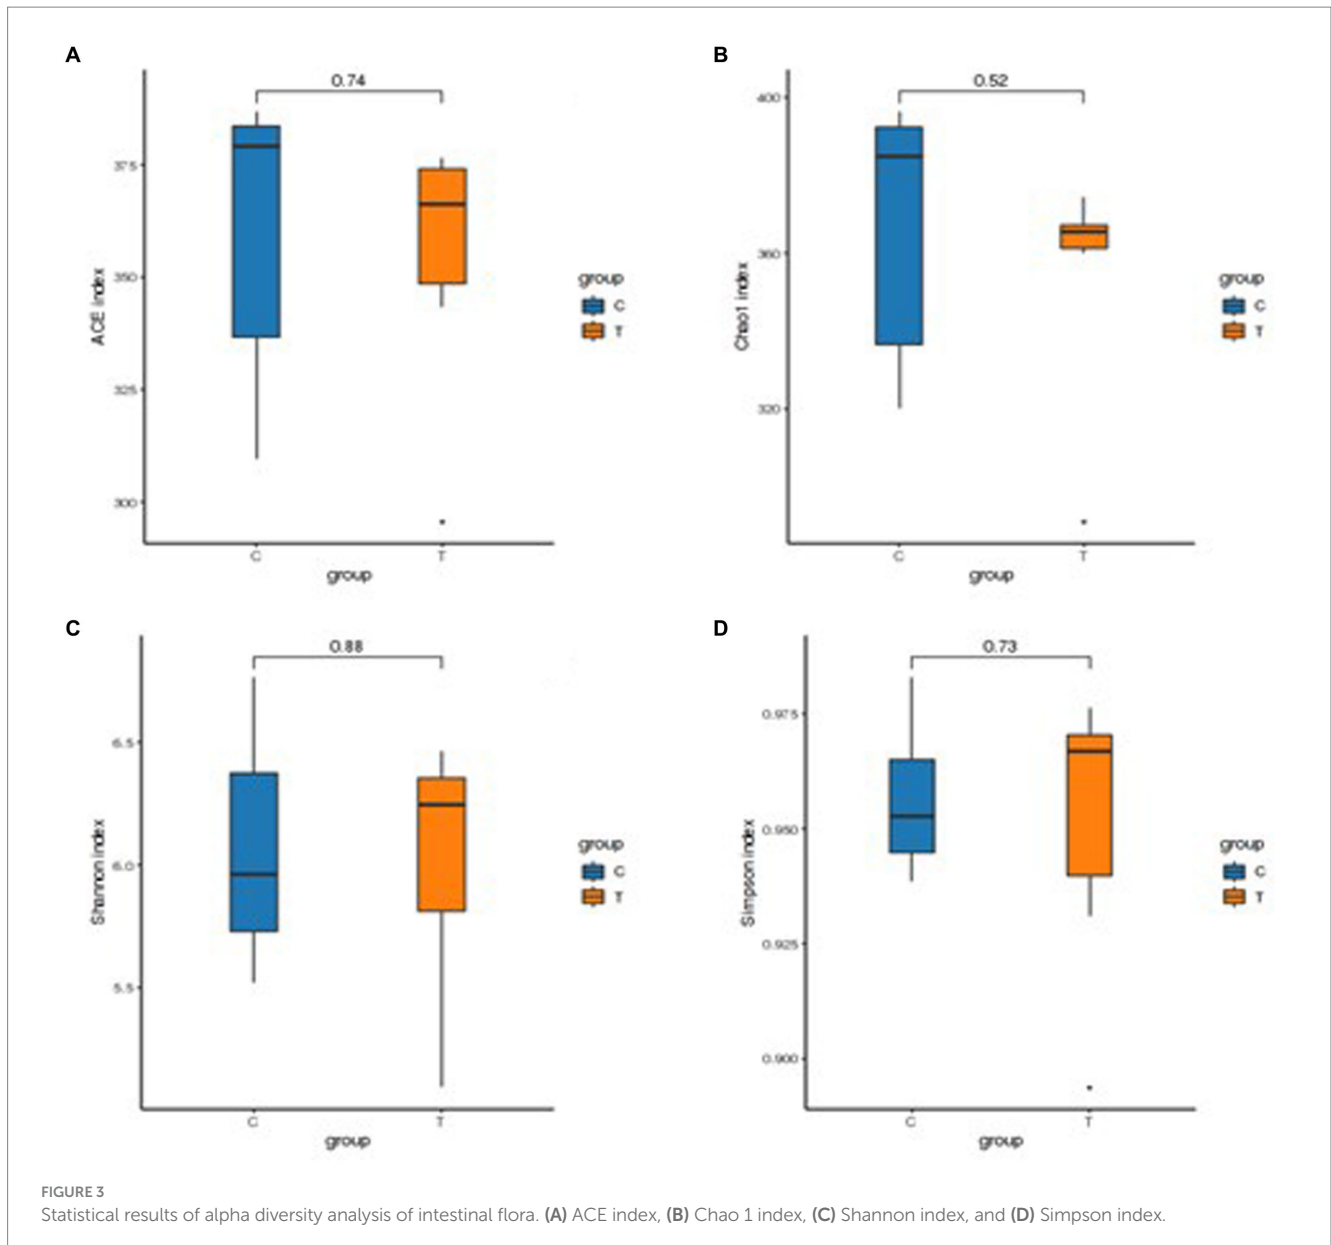 A
0.74
375
350
325
300
ACE index
C
T
group
group
C
T
B
0.52
400
360
320
Chao1 index
C
T
group
group
C
T
C
0.88
6.5
6.0
5.5
Shannon index
C
T
group
group
C
T
D
0.73
0.975
0.950
0.925
0.900
Simpson index
C
T
group
group
C
T
FIGURE 3
Statistical results of alpha diversity analysis of intestinal flora. (A) ACE index, (B) Chao 1 index, (C) Shannon index, and (D) Simpson index.